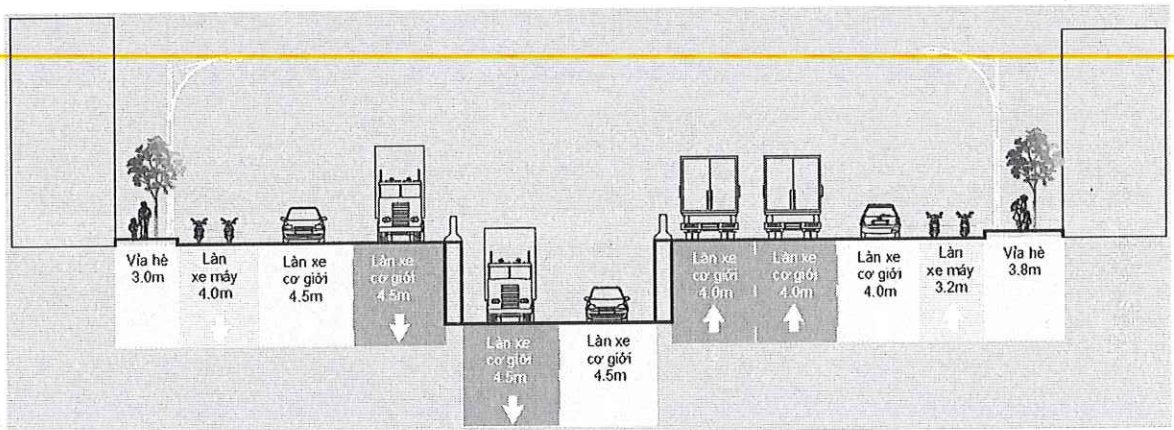 Vỉa hè
3.0m
Làn
xe máy
4.0m
Làn xe
cơ giới
4.5m
Làn xe
cơ giới
4.5m
Làn xe
cơ giới
4.5m
Làn xe
cơ giới
4.5m
Làn xe
cơ giới
4.0m
Làn xe
cơ giới
4.0m
Làn xe
cơ giới
4.0m
Làn
xe máy
3.2m
Vỉa hè
3.8m